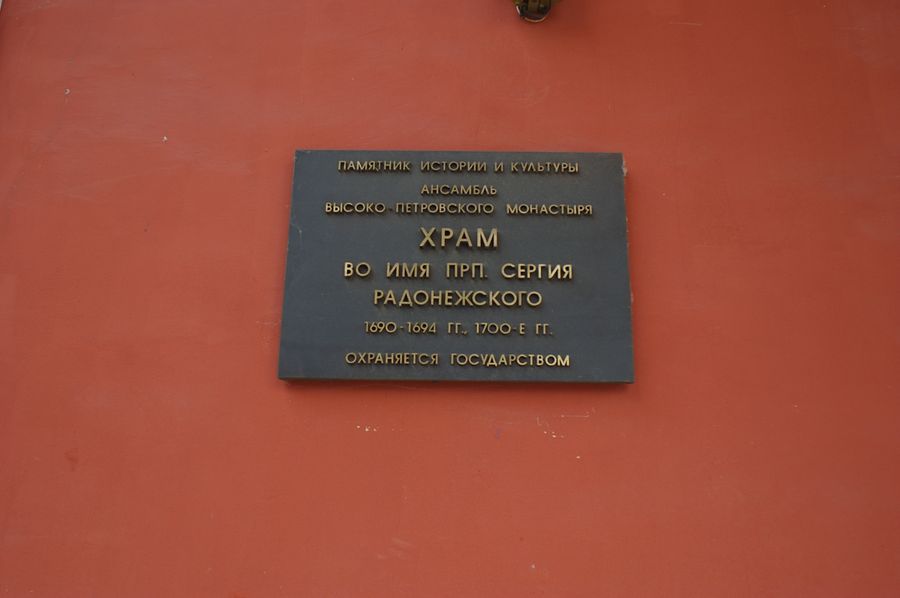 ПАМЯТНИК ИСТОРИИ И КУЛЬТУРЫ
АНСАМБЛЬ
ВЫСОКО-ПЕТРОВСКОГО МОНАСТЫРЯ
ХРАМ
ВО ИМЯ ПРП. СЕРГИЯ
РАДОНЕЖСКОГО
1690-1694 ГГ., 1700-Е ГГ.
ОХРАНЯЕТСЯ ГОСУДАРСТВОМ